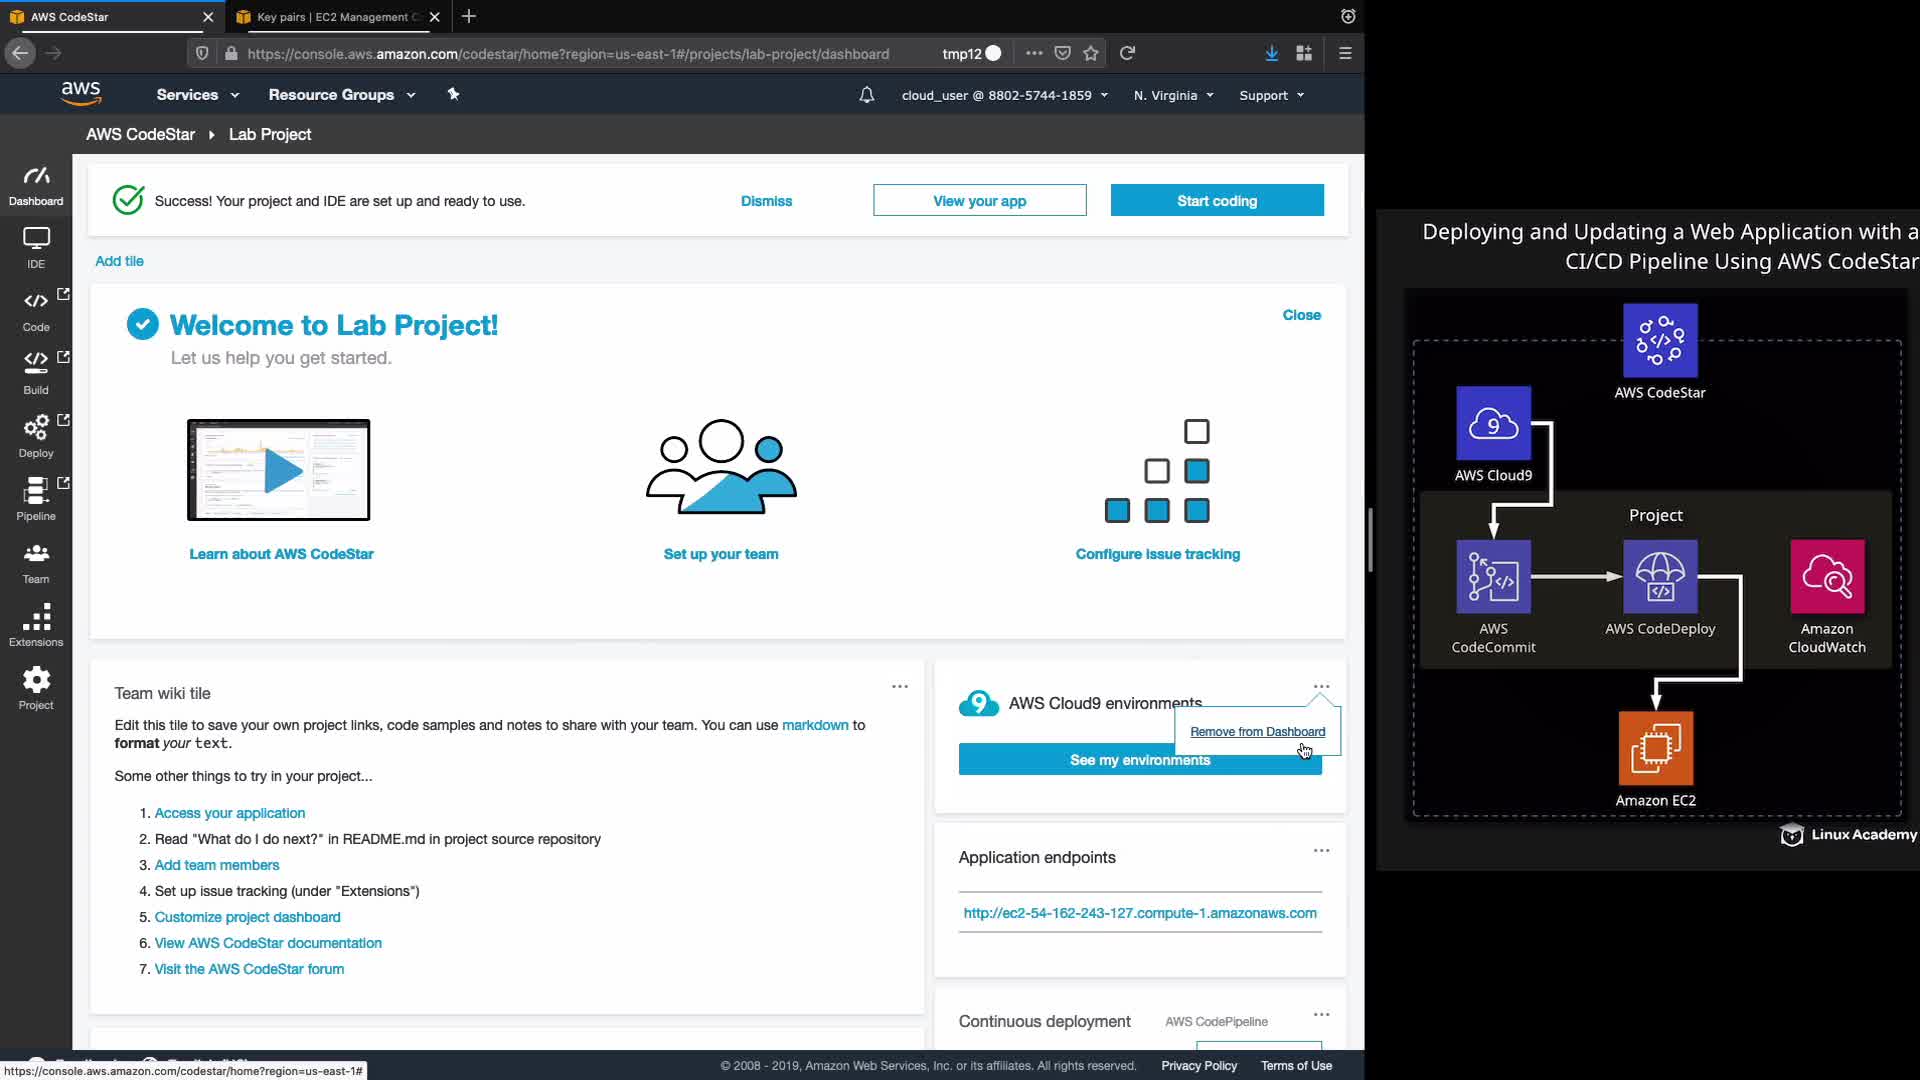 AWS CodeStar
Key pairs | EC2 Management C
https://console.aws.amazon.com/codestar/home?region=us-east-1#/projects/lab-project/dashboard
tmp12
aws
Services
Resource Groups
cloud_user @ 8802-5744-1859
N. Virginia
Support
AWS CodeStar
Lab Project
Dashboard
IDE
Code
Build
Deploy
Pipeline
Team
Extensions
Project
Success! Your project and IDE are set up and ready to use.
Dismiss
View your app
Start coding
Add tile
Welcome to Lab Project!
Close
Let us help you get started.
Learn about AWS CodeStar
Set up your team
Configure issue tracking
Team wiki tile
Edit this tile to save your own project links, code samples and notes to share with your team. You can use markdown to
format your text.
Some other things to try in your project...
1. Access your application
2. Read "What do I do next?" in README.md in project source repository
3. Add team members
4. Set up issue tracking (under "Extensions")
5. Customize project dashboard
6. View AWS CodeStar documentation
7. Visit the AWS CodeStar forum
9
AWS Cloud9 environments
Remove from Dashboard
See my environments
Application endpoints
http://ec2-54-162-243-127.compute-1.amazonaws.com
Continuous deployment
AWS CodePipeline
https://console.aws.amazon.com/codestar/home?region=us-east-1#
© 2008 - 2019, Amazon Web Services, Inc. or its affiliates. All rights reserved.
Privacy Policy
Terms of Use
Deploying and Updating a Web Application with a
CI/CD Pipeline Using AWS CodeStar
AWS CodeStar
9
AWS Cloud9
Project
AWS
CodeCommit
AWS CodeDeploy
Amazon
CloudWatch
Amazon EC2
Linux Academy